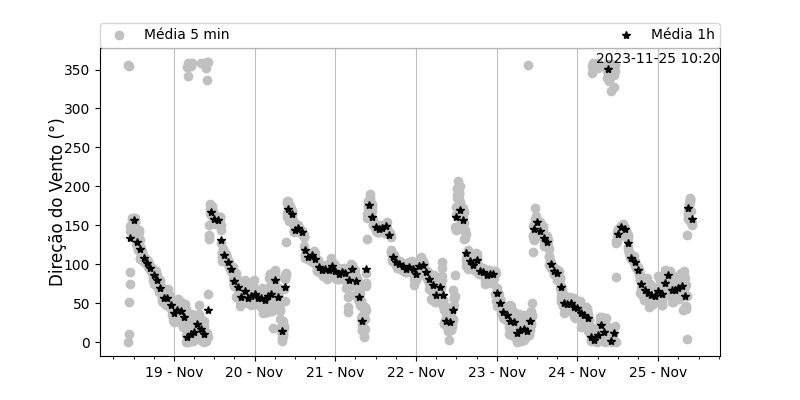 Média 5 min
Média 1h
2023-11-25 10:20
Direção do Vento (°)
350
300
250
200
150
100
50
0
19 - Nov
20 - Nov
21 - Nov
22 - Nov
23 - Nov
24 - Nov
25 - Nov